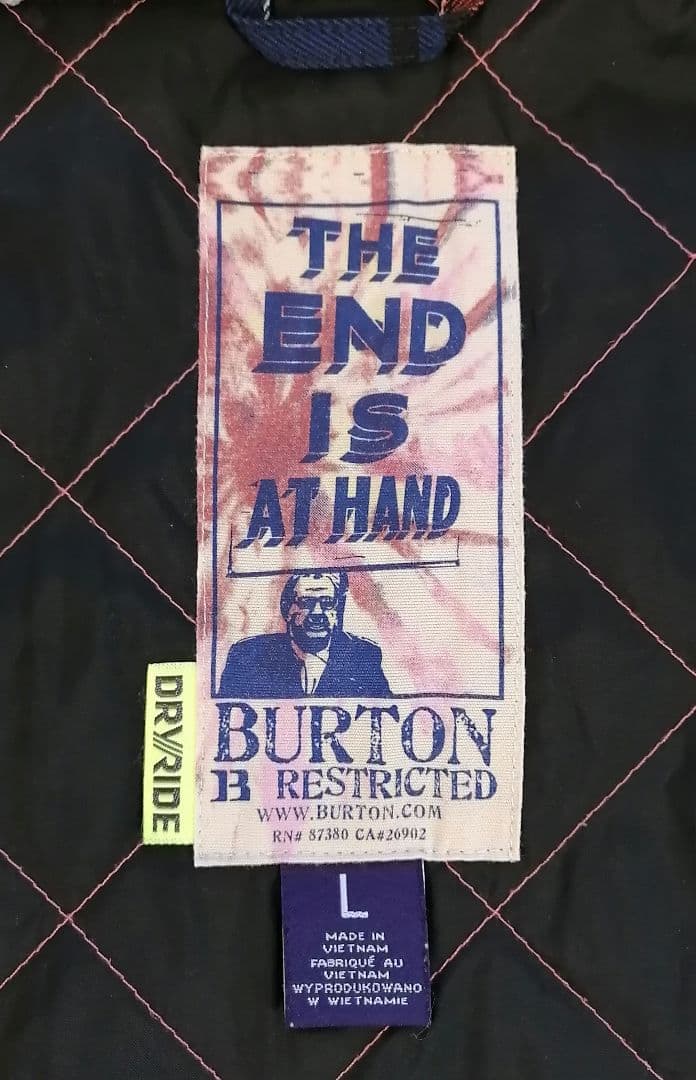 THE
END
IS
AT HAND
BURTON
B RESTRICTED
WWW.BURTON.COM
RN# 87380 CA#26902
DRY//RIDE
L
MADE IN
VIETNAM
FABRIQUÉ AU
VIETNAM
WYPRODUKOWANO
W WIETNAMIE